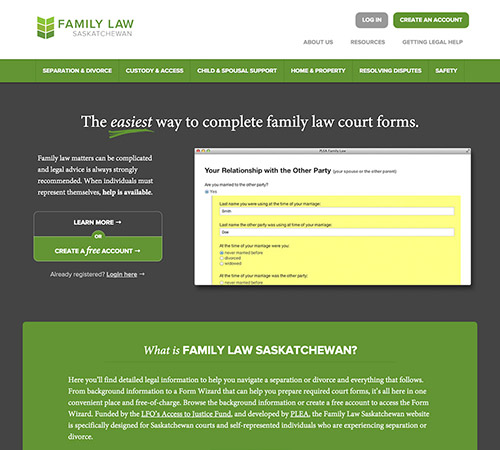 FAMILY LAW
SASKATCHEWAN
LOG IN
CREATE AN ACCOUNT
ABOUT US
RESOURCES
GETTING LEGAL HELP
SEPARATION & DIVORCE
CUSTODY & ACCESS
CHILD & SPOUSAL SUPPORT
HOME & PROPERTY
RESOLVING DISPUTES
SAFETY
The easiest way to complete family law court forms.
Family law matters can be complicated
and legal advice is always strongly
recommended. When individuals must
represent themselves, help is available.
LEARN MORE →
OR
CREATE A free ACCOUNT →
Already registered? Login here →
PLEA Family Law
Your Relationship with the Other Party (your spouse or the other parent)
Are you married to the other party?
Yes
Last name you were using at the time of your marriage:
Smith
Last name the other party was using at time of your marriage:
Doe
At the time of your marriage were you:
never married before
divorced
widowed
At the time of your marriage was the other party:
never married before
What is FAMILY LAW SASKATCHEWAN?
Here you'll find detailed legal information to help you navigate a separation or divorce and everything that follows.
From background information to a Form Wizard that can help you prepare required court forms, it's all here in one
convenient place and free-of-charge. Browse the background information or create a free account to access the Form
Wizard. Funded by the LFO's Access to Justice Fund, and developed by PLEA, the Family Law Saskatchewan website
is specifically designed for Saskatchewan courts and self-represented individuals who are experiencing separation or
divorce.